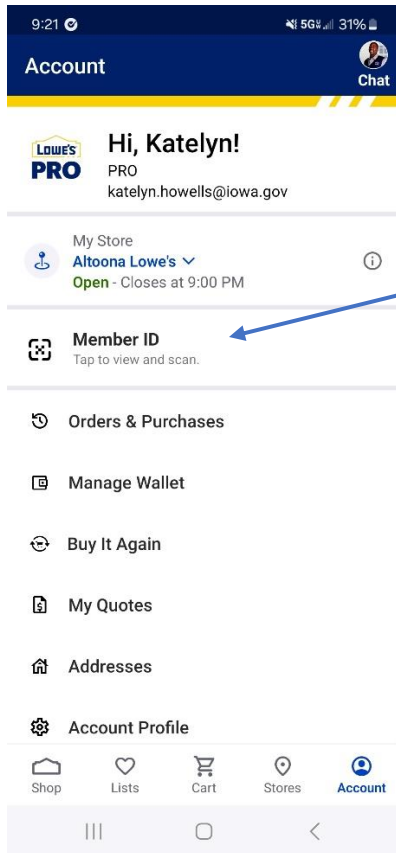 9:21 5G 31%
Account
Chat
LOWE'S
PRO
Hi, Katelyn!
PRO
katelyn.howells@iowa.gov
My Store
Altoona Lowe's
Open - Closes at 9:00 PM
Member ID
Tap to view and scan.
Orders & Purchases
Manage Wallet
Buy It Again
My Quotes
Addresses
Account Profile
Shop Lists Cart Stores Account